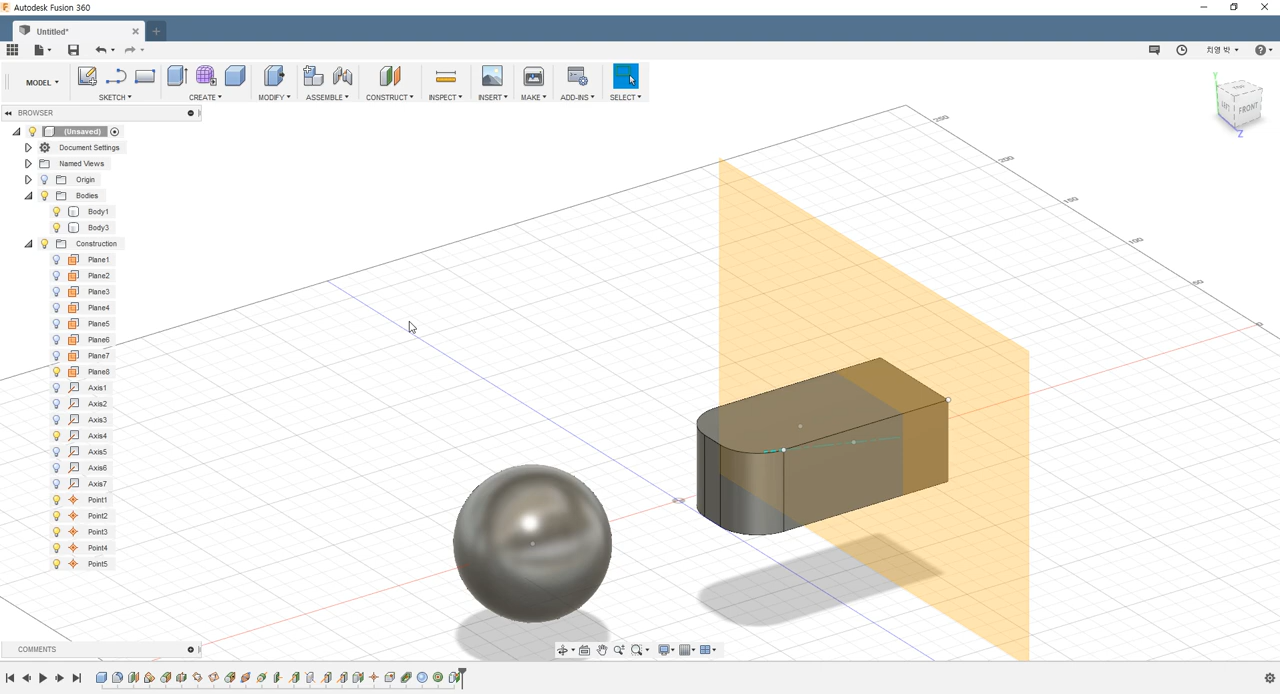 Autodesk Fusion 360
Untitled*
치영 박
MODEL
SKETCH
CREATE
MODIFY
ASSEMBLE
CONSTRUCT
INSPECT
INSERT
MAKE
ADD-INS
SELECT
BROWSER
(Unsaved)
Document Settings
Named Views
Origin
Bodies
Body1
Body3
Construction
Plane1
Plane2
Plane3
Plane4
Plane5
Plane6
Plane7
Plane8
Axis1
Axis2
Axis3
Axis4
Axis5
Axis6
Axis7
Point1
Point2
Point3
Point4
Point5
Y
TOP
LEFT
FRONT
Z
250
200
150
100
50
0
COMMENTS